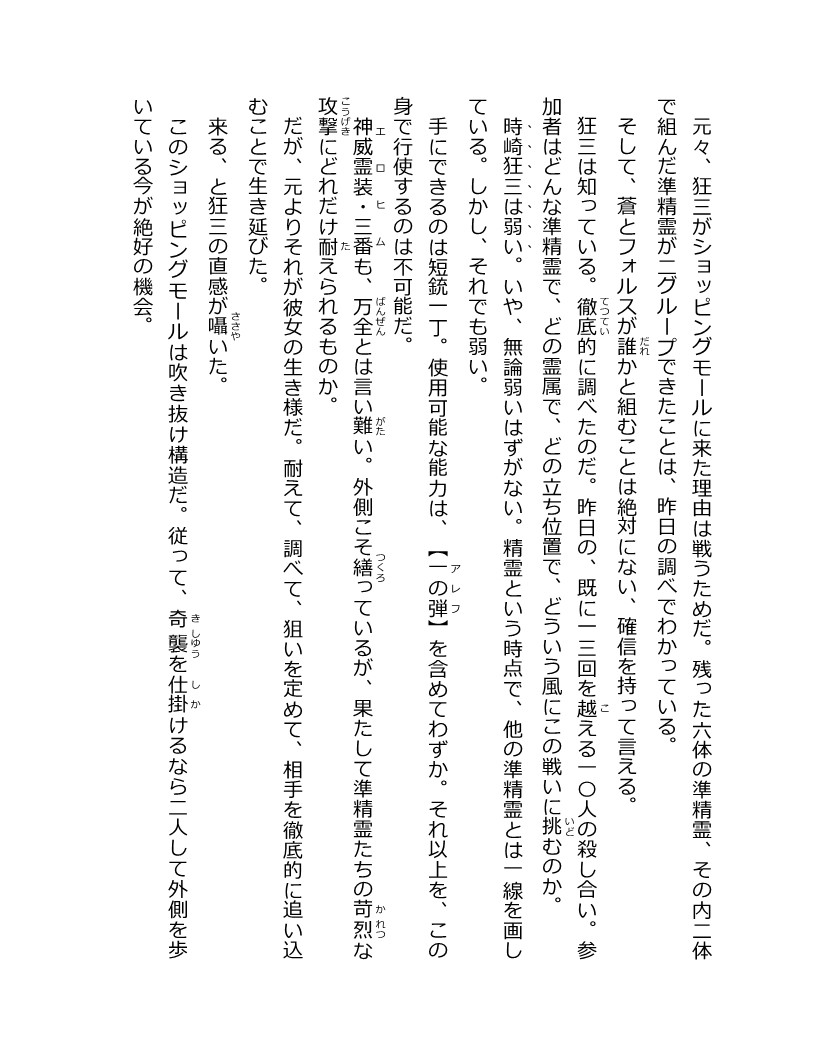 元々、狂三がショッピングモールに来た理由は戦うためだ。残った六体の準精霊、その内二体
で組んだ準精霊が二グループできたことは、昨日の調べでわかっている。
　そして、蒼とフォルスが誰かと組むことは絶対にない、確信を持って言える。
　狂三は知っている。徹底的に調べたのだ。昨日の、既に一三回を越える一〇人の殺し合い。参
加者はどんな準精霊で、どの霊属で、どの立ち位置で、どういう風にこの戦いに挑むのか。
　時崎狂三は弱い。いや、無論弱いはずがない。精霊という時点で、他の準精霊とは一線を画し
ている。しかし、それでも弱い。
　手にできるのは短銃一丁。使用可能な能力は、【一の弾】を含めてわずか。それ以上を、この
身で行使するのは不可能だ。
　神威霊装・三番も、万全とは言い難い。外側こそ繕っているが、果たして準精霊たちの苛烈な
攻撃にどれだけ耐えられるものか。
　だが、元よりそれが彼女の生き様だ。耐えて、調べて、狙いを定めて、相手を徹底的に追い込
むことで生き延びた。
　来る、と狂三の直感が囁いた。
　このショッピングモールは吹き抜け構造だ。従って、奇襲を仕掛けるなら二人して外側を歩
いている今が絶好の機会。